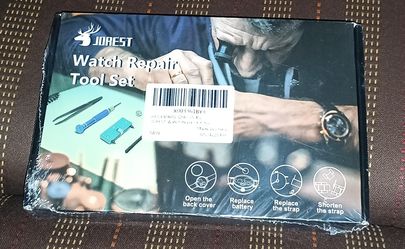 JOREST
Watch Repair
Tool Set
Open the
back cover
Replace
battery
Replace
the strap
Shorten
the strap